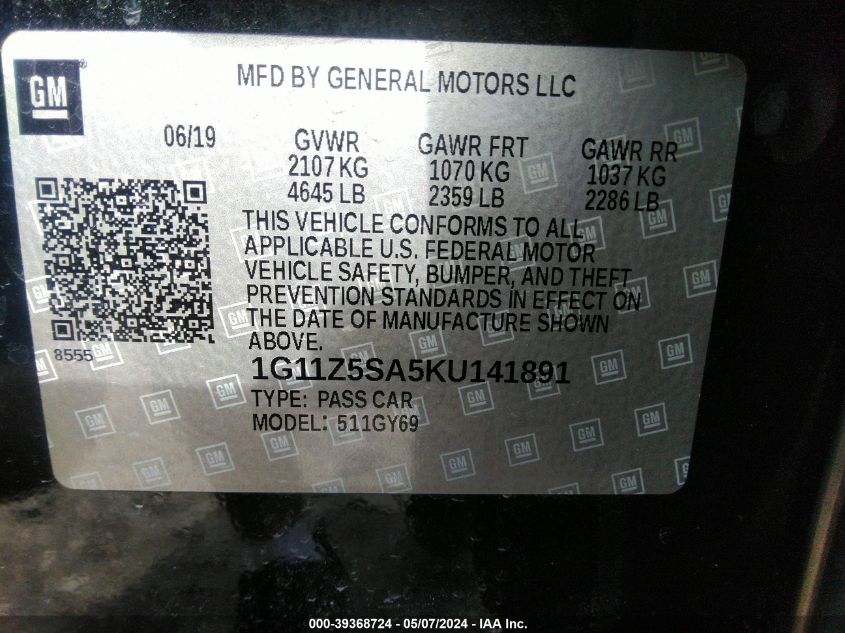 GM
MFD BY GENERAL MOTORS LLC
06/19 GVWR GAWR FRT GAWR RR
2107 KG 1070 KG 1037 KG
4645 LB 2359 LB 2286 LB
THIS VEHICLE CONFORMS TO ALL
APPLICABLE U.S. FEDERAL MOTOR
VEHICLE SAFETY, BUMPER, AND THEFT
PREVENTION STANDARDS IN EFFECT ON
THE DATE OF MANUFACTURE SHOWN
ABOVE.
8555
1G11Z5SA5KU141891
TYPE: PASS CAR
MODEL: 511GY69
000-39368724 — 05/07/2024 — IAA Inc.